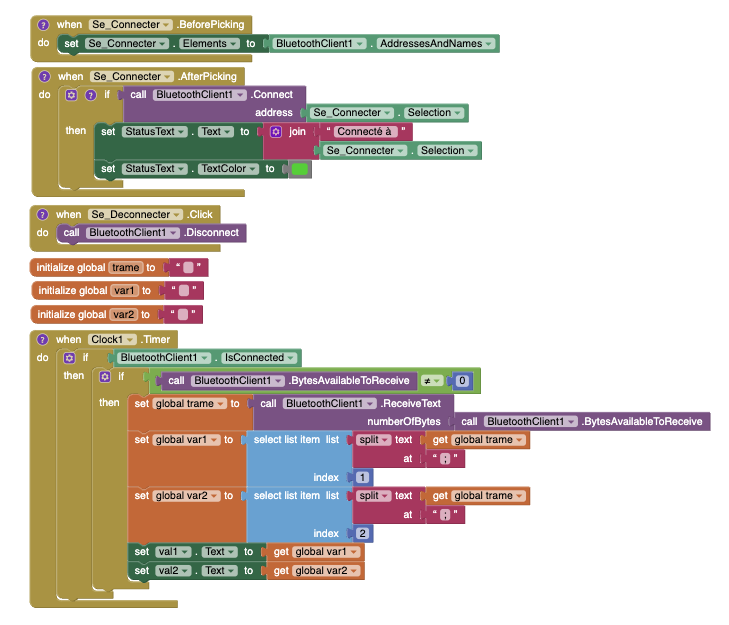 ? when Se_Connecter .BeforePicking
do set Se_Connecter . Elements to BluetoothClient1 . AddressesAndNames
? when Se_Connecter .AfterPicking
do ? if call BluetoothClient1 .Connect
address Se_Connecter . Selection
then set StatusText . Text to join " Connecté à "
Se_Connecter . Selection
set StatusText . TextColor to
? when Se_Deconnecter .Click
do call BluetoothClient1 .Disconnect
initialize global trame to " "
initialize global var1 to " "
initialize global var2 to " "
? when Clock1 .Timer
do if BluetoothClient1 . IsConnected
then if call BluetoothClient1 .BytesAvailableToReceive ≠ 0
then set global trame to call BluetoothClient1 .ReceiveText
numberOfBytes call BluetoothClient1 .BytesAvailableToReceive
set global var1 to select list item list split text get global trame
at " ; "
index 1
set global var2 to select list item list split text get global trame
at " ; "
index 2
set val1 . Text to get global var1
set val2 . Text to get global var2